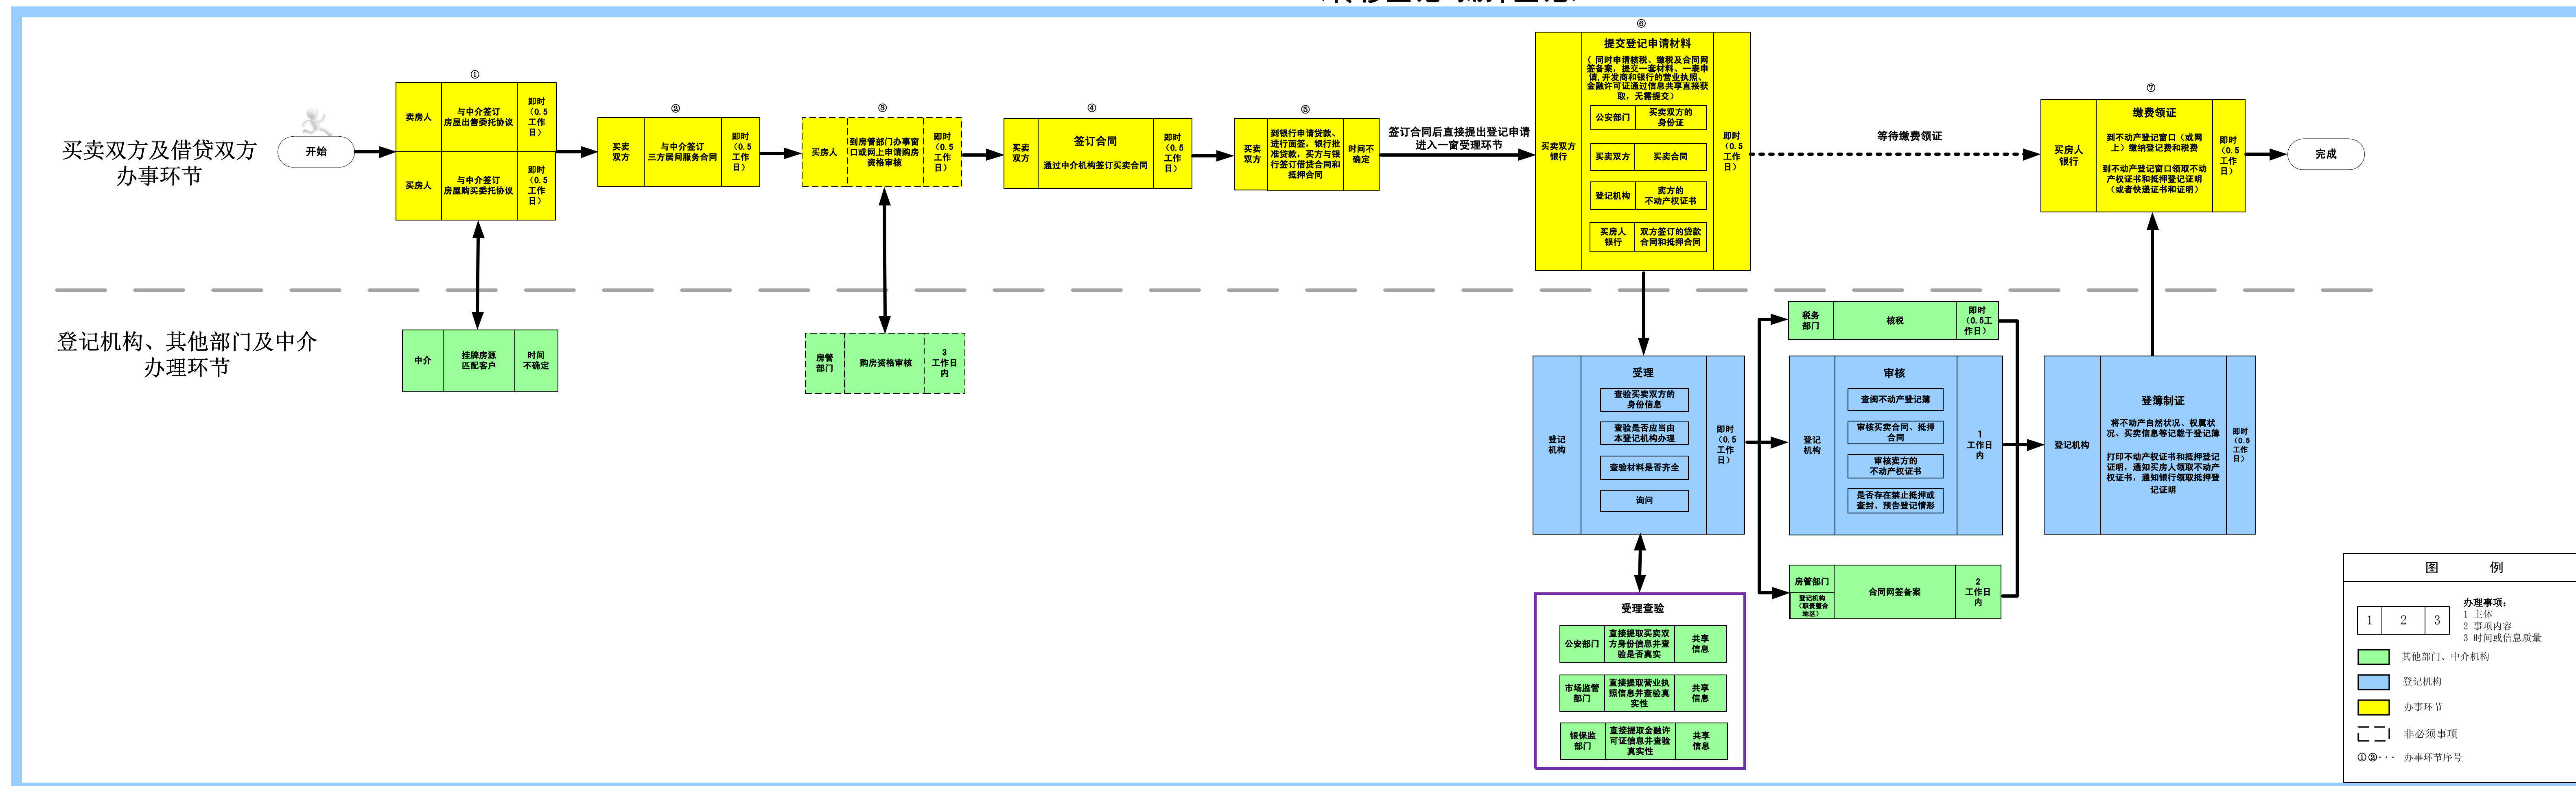 ①
②
③
④
⑤
⑥
⑦
买卖双方及借贷双方
办事环节
开始
卖房人
与中介签订
房屋出售委托协议
即时
（0.5
工作
日）
买房人
与中介签订
房屋购买委托协议
即时
（0.5
工作
日）
买卖
双方
与中介签订
三方居间服务合同
即时
（0.5
工作
日）
买房人
到房管部门办事窗
口或网上申请购房
资格审核
即时
（0.5
工作
日）
买卖
双方
签订合同
通过中介机构签订买卖合同
即时
（0.5
工作
日）
买卖
双方
到银行申请贷款、
进行面签，银行批
准贷款，买方与银
行签订借贷合同和
抵押合同
时间不
确定
签订合同后直接提出登记申请
进入一窗受理环节
买卖双方
银行
提交登记申请材料
（ 同时申请核税、缴税及合同网
签备案，提交一套材料、一表申
请，开发商和银行的营业执照、
金融许可证通过信息共享直接获
取，无需提交）
公安部门
买卖双方的
身份证
买卖双方
买卖合同
登记机构
卖方的
不动产权证书
买房人
银行
双方签订的贷款
合同和抵押合同
即时
（0.5
工作
日）
等待缴费领证
买房人
银行
缴费领证
到不动产登记窗口（或网
上）缴纳登记费和税费
到不动产登记窗口领取不动
产权证书和抵押登记证明
（或者快递证书和证明）
即时
（0.5
工作
日）
完成
登记机构、其他部门及中介
办理环节
中介
挂牌房源
匹配客户
时间
不确定
房管
部门
购房资格审核
3
工作日
内
登记
机构
受理
查验买卖双方的
身份信息
查验是否应当由
本登记机构办理
查验材料是否齐全
询问
即时
（0.5
工作
日）
税务
部门
核税
即时
（0.5工
作日）
登记
机构
审核
查阅不动产登记簿
审核买卖合同、抵押
合同
审核卖方的
不动产权证书
是否存在禁止抵押或
查封、预告登记情形
1
工作日
内
房管部门
登记机构
（职责整合
地区）
合同网签备案
2
工作日
内
登记机构
登簿制证
将不动产自然状况、权属状
况、买卖信息等记载于登记簿
打印不动产权证书和抵押登记
证明，通知买房人领取不动产
权证书，通知银行领取抵押登
记证明
即时
（0.5
工作
日）
受理查验
公安部门
直接提取买卖双
方身份信息并查
验是否真实
共享
信息
市场监管
部门
直接提取营业执
照信息并查验真
实性
共享
信息
银保监
部门
直接提取金融许
可证信息并查验
真实性
共享
信息
图 例
1 2 3
办理事项：
1 主体
2 事项内容
3 时间或信息质量
其他部门、中介机构
登记机构
办事环节
非必须事项
①②··· 办事环节序号